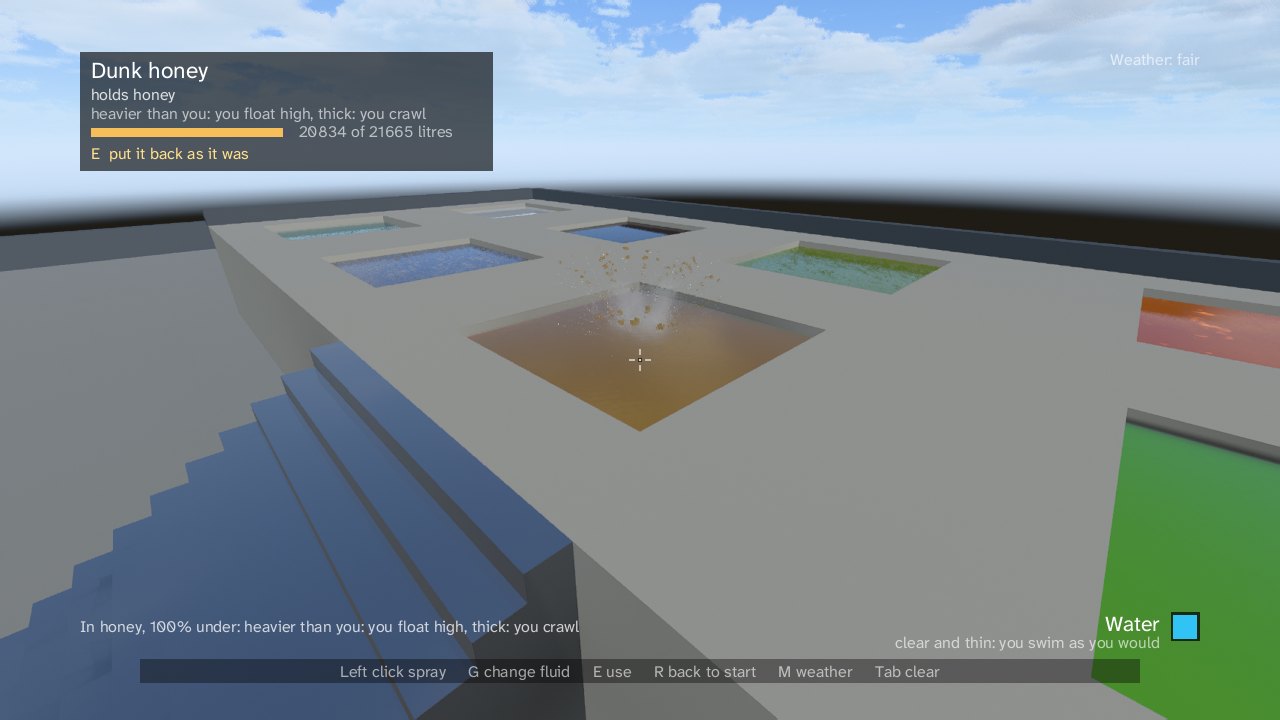 Dunk honey
holds honey
heavier than you: you float high, thick: you crawl
20834 of 21665 litres
E put it back as it was
Weather: fair
In honey, 100% under: heavier than you: you float high, thick: you crawl
Water
clear and thin: you swim as you would
Left click spray G change fluid E use R back to start M weather Tab clear